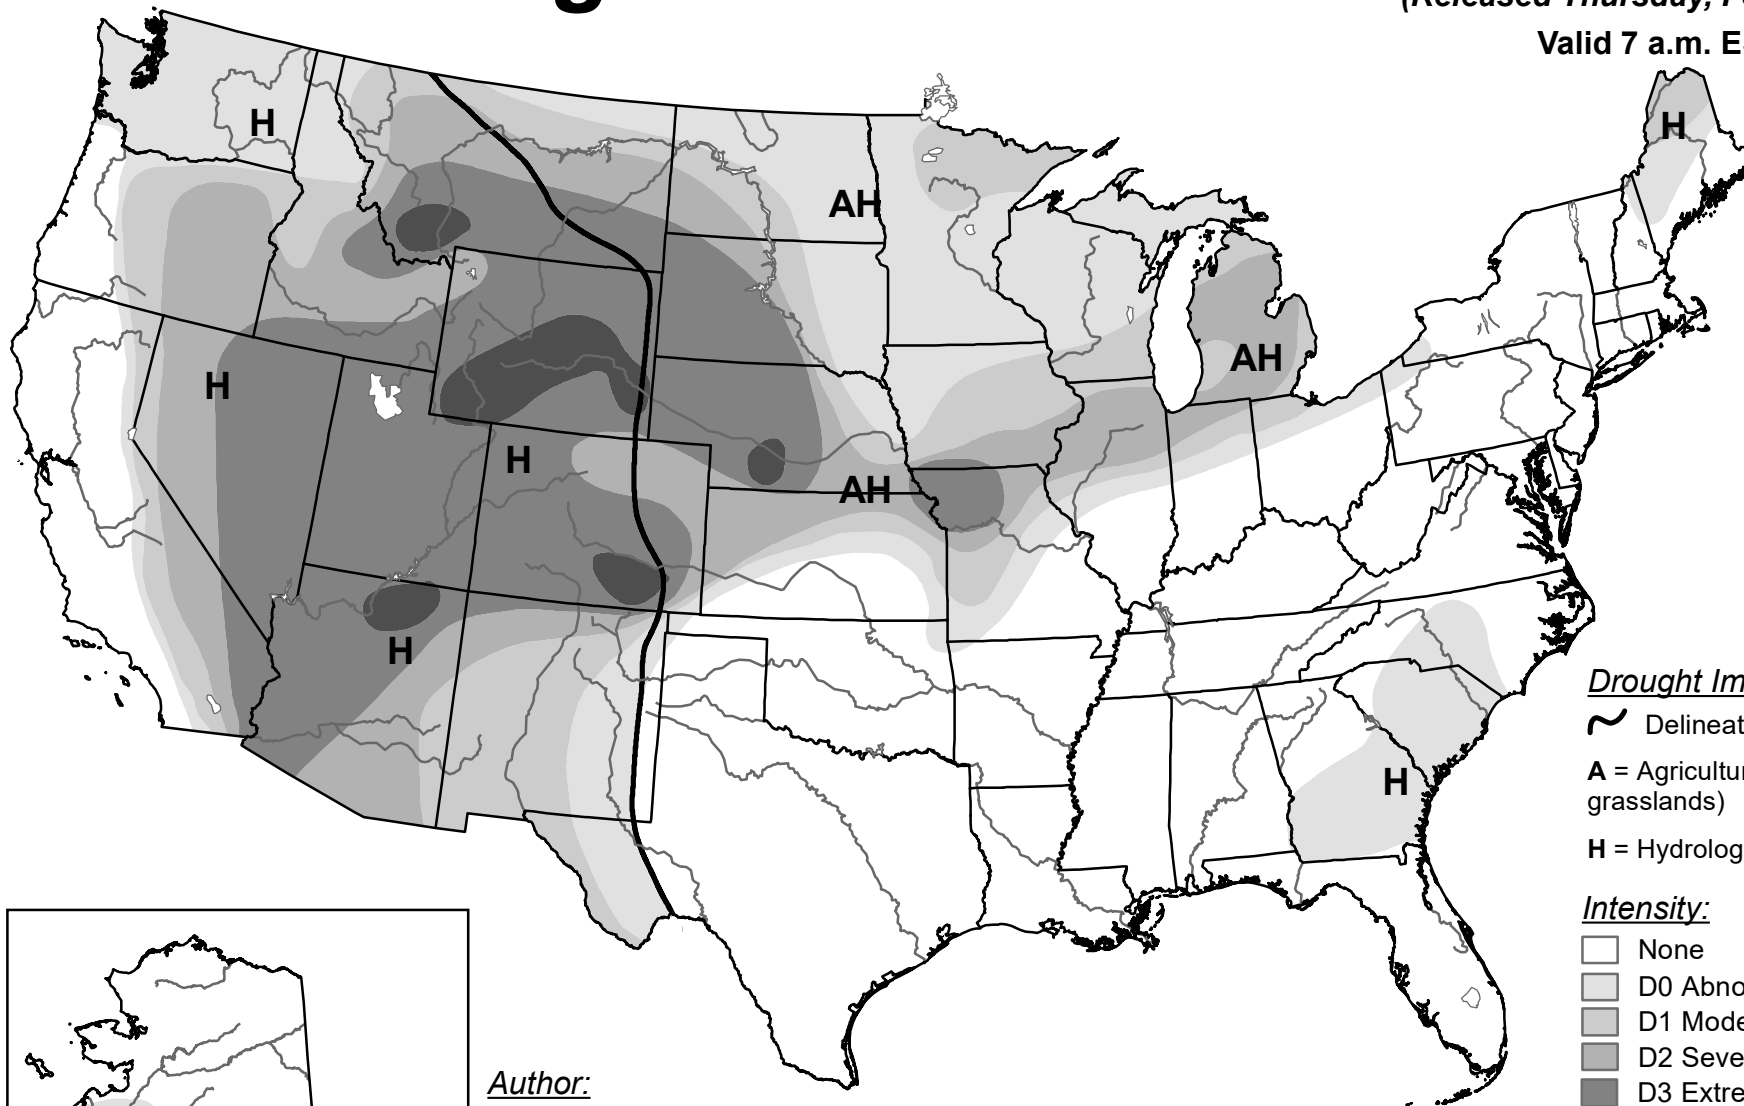 (Released Thursday,
Valid 7 a.m.
H
H
AH
H
AH
H
AH
H
H
Drought
Delineat
A = Agricultur
grasslands)
H
H = Hydrolog
Intensity:
None
D0 Abno
D1 Mode
D2 Seve
D3 Extre
Author: